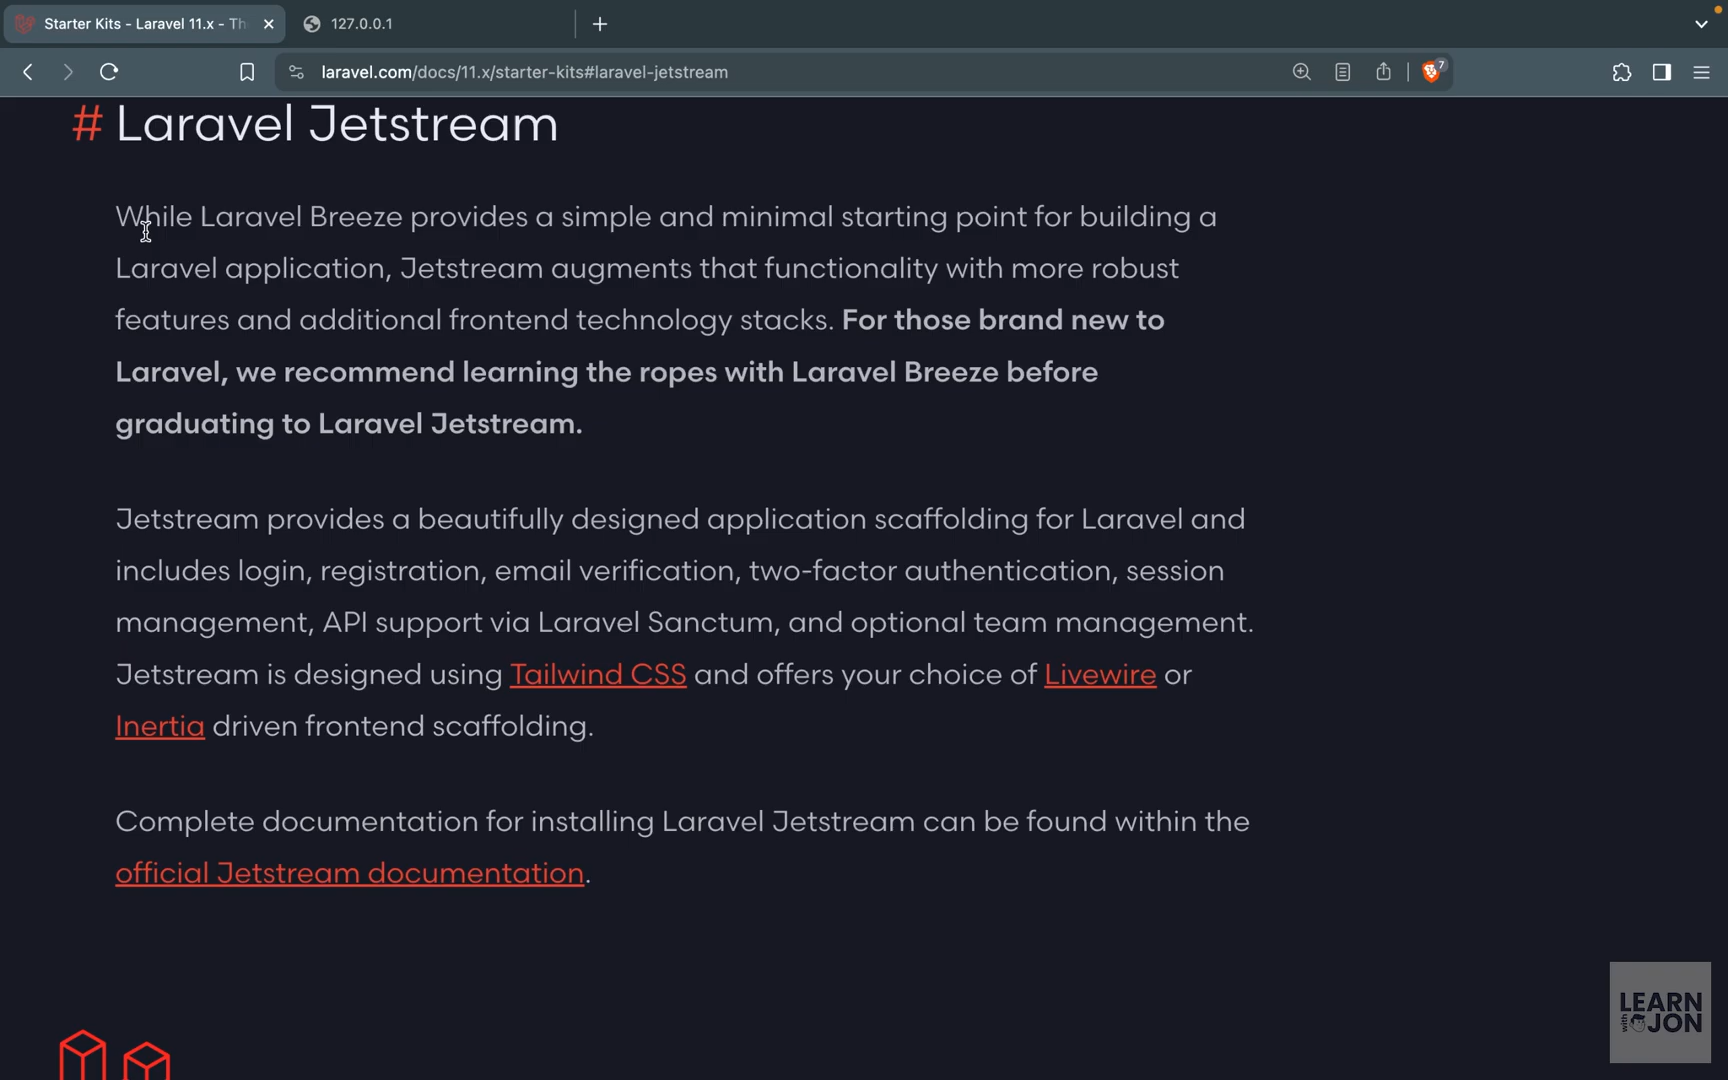 Starter Kits - Laravel 11.x - Th
127.0.0.1
laravel.com/docs/11.x/starter-kits#laravel-jetstream
7
# Laravel Jetstream
While Laravel Breeze provides a simple and minimal starting point for building a
Laravel application, Jetstream augments that functionality with more robust
features and additional frontend technology stacks. For those brand new to
Laravel, we recommend learning the ropes with Laravel Breeze before
graduating to Laravel Jetstream.
Jetstream provides a beautifully designed application scaffolding for Laravel and
includes login, registration, email verification, two-factor authentication, session
management, API support via Laravel Sanctum, and optional team management.
Jetstream is designed using Tailwind CSS and offers your choice of Livewire or
Inertia driven frontend scaffolding.
Complete documentation for installing Laravel Jetstream can be found within the
official Jetstream documentation.
LEARN
with JON